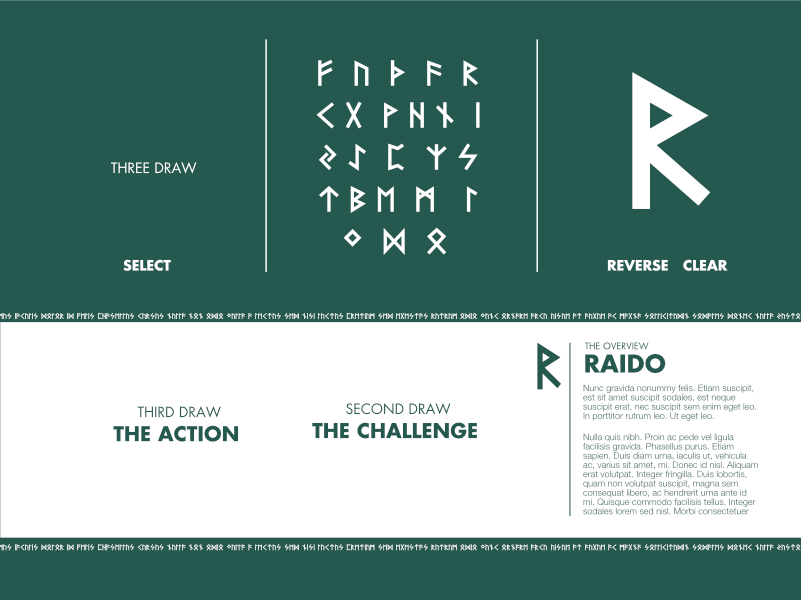 THREE DRAW
SELECT
ᚠ ᚢ ᚦ ᚨ ᚱ
ᚲ ᚷ ᚹ ᚺ ᚾ ᛁ
ᛇ ᛈ ᛉ ᛋ
ᛏ ᛒ ᛖ ᛗ ᛚ
ᛜ ᛞ ᛟ
ᚱ
REVERSE CLEAR
THIRD DRAW
THE ACTION
SECOND DRAW
THE CHALLENGE
ᚱ
THE OVERVIEW
RAIDO
Nunc gravida nonummy felis. Etiam suscipit,
est sit amet suscipit sodales, est neque
suscipit erat, nec suscipit sem enim eget leo.
In porttitor rutrum leo. Ut eget leo.
Nulla quis nibh. Proin ac pede vel ligula
facilisis gravida. Phasellus purus. Etiam
sapien. Duis diam urna, iaculis ut, vehicula
ac, varius sit amet, mi. Donec id nisl. Aliquam
erat volutpat. Integer fringilla. Duis lobortis,
quam non volutpat suscipit, magna sem
consequat libero, ac hendrerit urna ante id
mi. Quisque commodo facilisis tellus. Integer
sodales lorem sed nisl. Morbi consectetuer